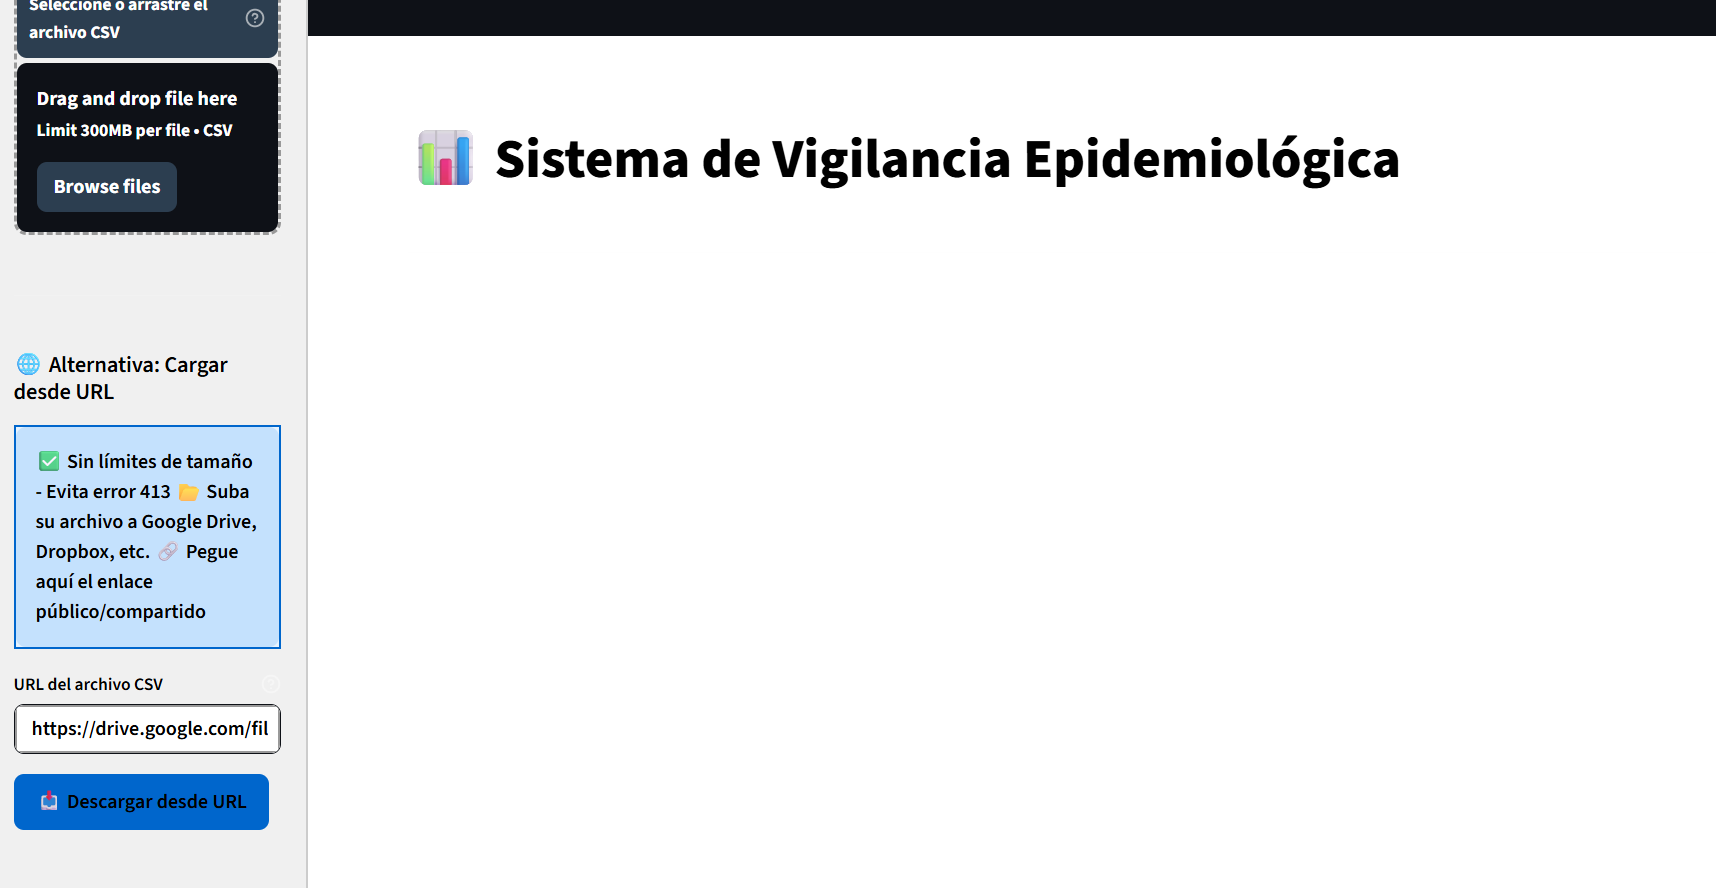 Seleccione o arrastre el
archivo CSV
Drag and drop file here
Limit 300MB per file • CSV
Browse files
🌐 Alternativa: Cargar
desde URL
✅ Sin límites de tamaño
- Evita error 413 📁 Suba
su archivo a Google Drive,
Dropbox, etc. 🔗 Pegue
aquí el enlace
público/compartido
URL del archivo CSV
https://drive.google.com/fil
📥 Descargar desde URL
📊 Sistema de Vigilancia Epidemiológica